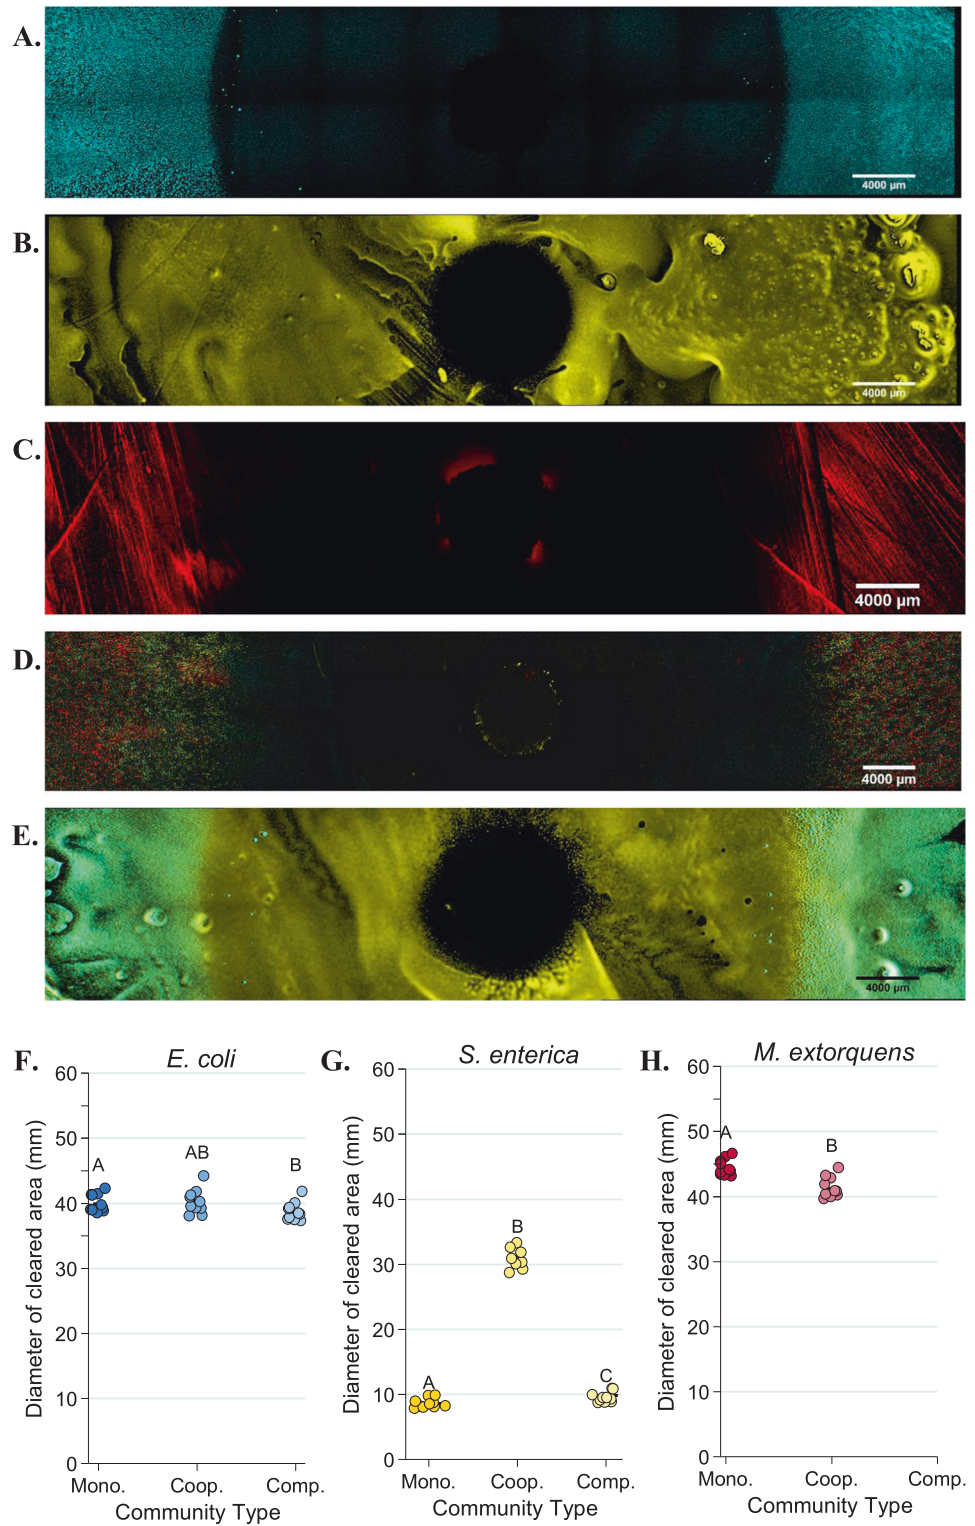 A.
4000 µm
B.
4000 µm
C.
4000 µm
D.
4000 µm
E.
4000 µm
F. E. coli
G. S. enterica
H. M. extorquens
Diameter of cleared area (mm)
60
50
40
30
20
10
0
A AB B
Mono. Coop. Comp.
Community Type
Diameter of cleared area (mm)
60
50
40
30
20
10
0
A B C
Mono. Coop. Comp.
Community Type
Diameter of cleared area (mm)
60
50
40
30
20
10
0
A B
Mono. Coop. Comp.
Community Type